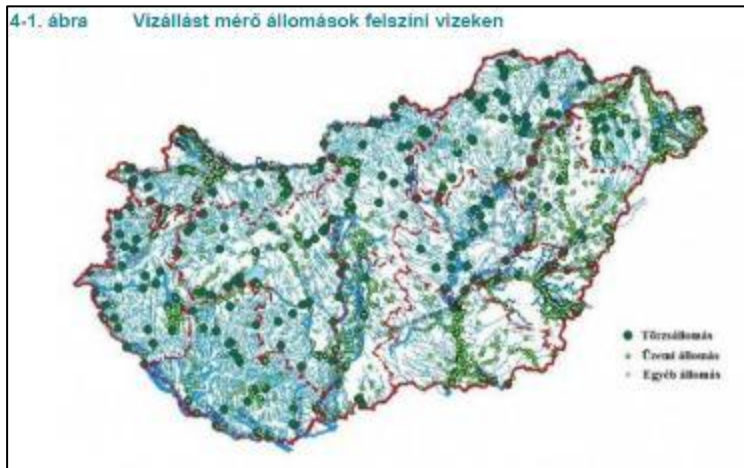 4-1. ábra Vízállást mérő állomások felszíni vizeken
Törzsállomás
Üzemi állomás
Egyéb állomás